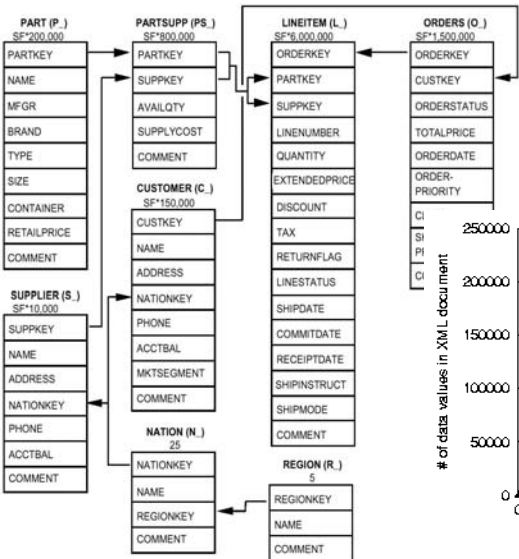 PART (P_)
SF*200,000
PARTKEY
NAME
MFGR
BRAND
TYPE
SIZE
CONTAINER
RETAILPRICE
COMMENT
SUPPLIER (S_)
SF*10,000
SUPPKEY
NAME
ADDRESS
NATIONKEY
PHONE
ACCTBAL
COMMENT
PARTSUPP (PS_)
SF*800,000
PARTKEY
SUPPKEY
AVAILQTY
SUPPLYCOST
COMMENT
CUSTOMER (C_)
SF*150,000
CUSTKEY
NAME
ADDRESS
NATIONKEY
PHONE
ACCTBAL
MKTSEGMENT
COMMENT
NATION (N_)
25
NATIONKEY
NAME
REGIONKEY
COMMENT
LINEITEM (L_)
SF*6,000,000
ORDERKEY
PARTKEY
SUPPKEY
LINENUMBER
QUANTITY
EXTENDEDPRICE
DISCOUNT
TAX
RETURNFLAG
LINESTATUS
SHIPDATE
COMMITDATE
RECEIPTDATE
SHIPINSTRUCT
SHIPMODE
COMMENT
REGION (R_)
5
REGIONKEY
NAME
COMMENT
ORDERS (O_)
SF*1,500,000
ORDERKEY
CUSTKEY
ORDERSTATUS
TOTALPRICE
ORDERDATE
ORDER-
PRIORITY
# of data values in XML document
250000
200000
150000
100000
50000
0